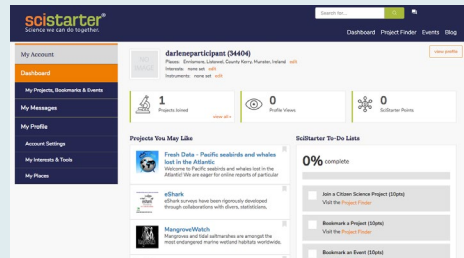 scistarter®
Science we can do together.
Search for...
Dashboard Project Finder Events Blog
My Account
Dashboard
My Projects, Bookmarks & Events
My Messages
My Profile
Account Settings
My Interests & Tools
My Places
darleneparticipant (34404)
Places: Ennismore, Listowel, County Kerry, Munster, Ireland edit
Interests: none set edit
Instruments: none set edit
view profile
1
Projects Joined
view all »
0
Profile Views
0
SciStarter Points
Projects You May Like
Fresh Data - Pacific seabirds and whales
lost in the Atlantic
Welcome to Pacific seabirds and whales lost in the
Atlantic! We are eager for online reports of particular
eShark
eShark surveys have been rigorously developed
through collaborations with divers, statisticians,
MangroveWatch
Mangroves and tidal saltmarshes are amongst the
most endangered marine wetland habitats worldwide.
SciStarter To-Do Lists
0% complete
Join a Citizen Science Project (10pts)
Visit the Project Finder
Bookmark a Project (10pts)
Visit the Project Finder
Bookmark an Event (10pts)